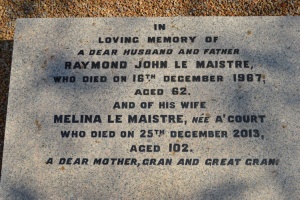 IN
LOVING MEMORY OF
A DEAR HUSBAND AND FATHER
RAYMOND JOHN LE MAISTRE,
WHO DIED ON 16TH DECEMBER 1967,
AGED 62.
AND OF HIS WIFE
MELINA LE MAISTRE, NÉE A'COURT
WHO DIED ON 25TH DECEMBER 2013,
AGED 102.
A DEAR MOTHER, GRAN AND GREAT GRAN.